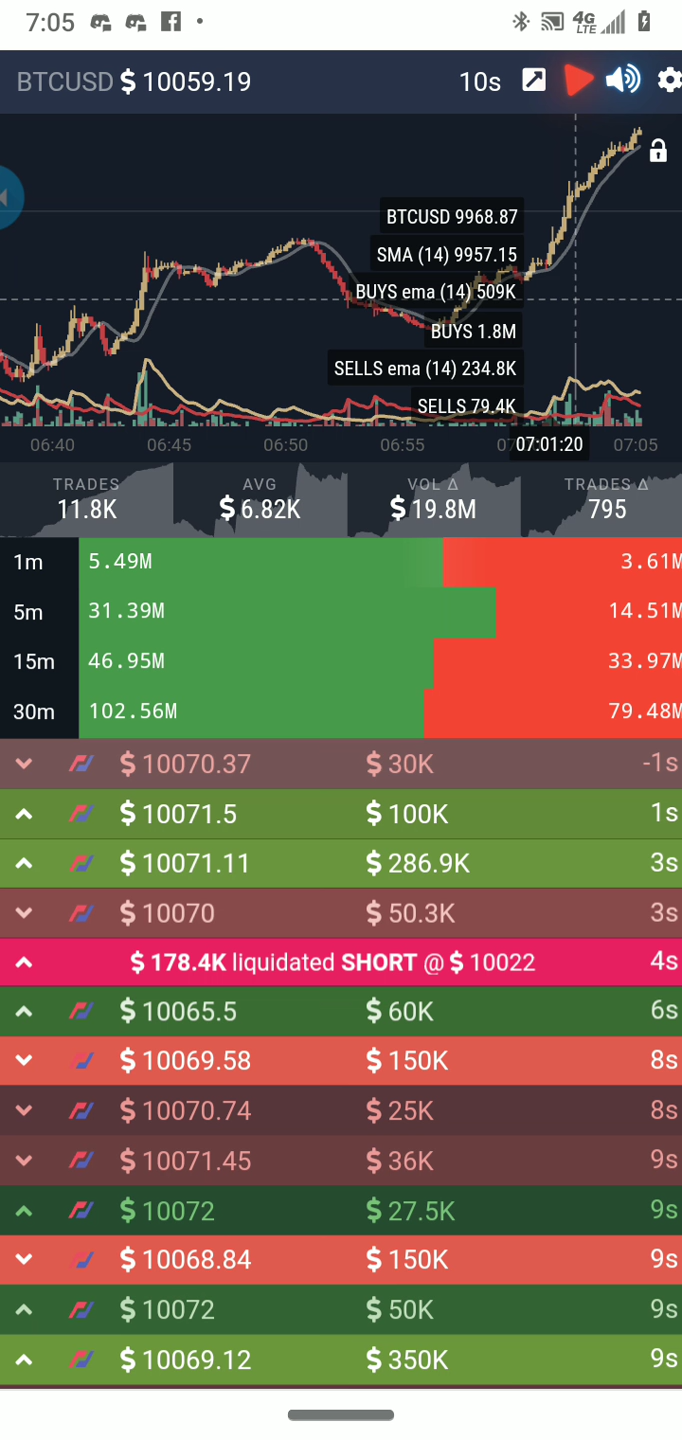 7:05 4G LTE
BTCUSD $ 10059.19 10s
BTCUSD 9968.87
SMA (14) 9957.15
BUYS ema (14) 509K
BUYS 1.8M
SELLS ema (14) 234.8K
SELLS 79.4K
06:40 06:45 06:50 06:55 07:01:20 07:05
TRADES AVG VOL Δ TRADES Δ
11.8K $ 6.82K $ 19.8M 795
1m 5.49M 3.61M
5m 31.39M 14.51M
15m 46.95M 33.97M
30m 102.56M 79.48M
$ 10070.37 $ 30K -1s
$ 10071.5 $ 100K 1s
$ 10071.11 $ 286.9K 3s
$ 10070 $ 50.3K 3s
$ 178.4K liquidated SHORT @ $ 10022 4s
$ 10065.5 $ 60K 6s
$ 10069.58 $ 150K 8s
$ 10070.74 $ 25K 8s
$ 10071.45 $ 36K 9s
$ 10072 $ 27.5K 9s
$ 10068.84 $ 150K 9s
$ 10072 $ 50K 9s
$ 10069.12 $ 350K 9s